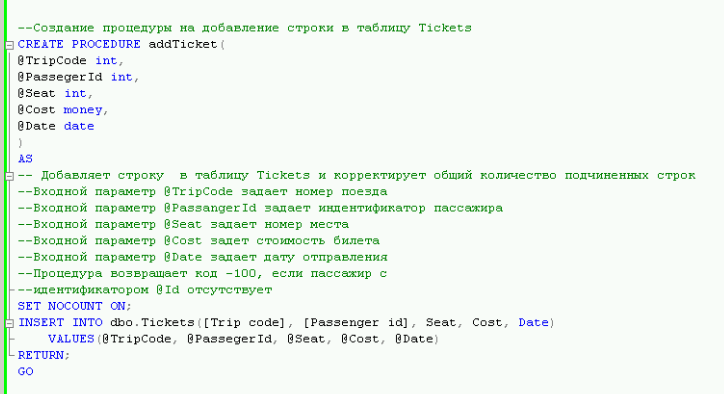 --Создание процедуры на добавление строки в таблицу Tickets
CREATE PROCEDURE addTicket(
@TripCode int,
@PassegerId int,
@Seat int,
@Cost money,
@Date date
)
AS
-- Добавляет строку  в таблицу Tickets и корректирует общий количество подчиненных строк
--Входной параметр @TripCode задает номер поезда
--Входной параметр @PassangerId задает индентификатор пассажира
--Входной параметр @Seat задает номер места
--Входной параметр @Cost задет стоимость билета
--Входной параметр @Date задает дату отправления
--Процедура возвращает код -100, если пассажир с
--идентификатором @Id отсутствует
SET NOCOUNT ON;
INSERT INTO dbo.Tickets([Trip code], [Passenger id], Seat, Cost, Date)
VALUES(@TripCode, @PassegerId, @Seat, @Cost, @Date)
RETURN;
GO